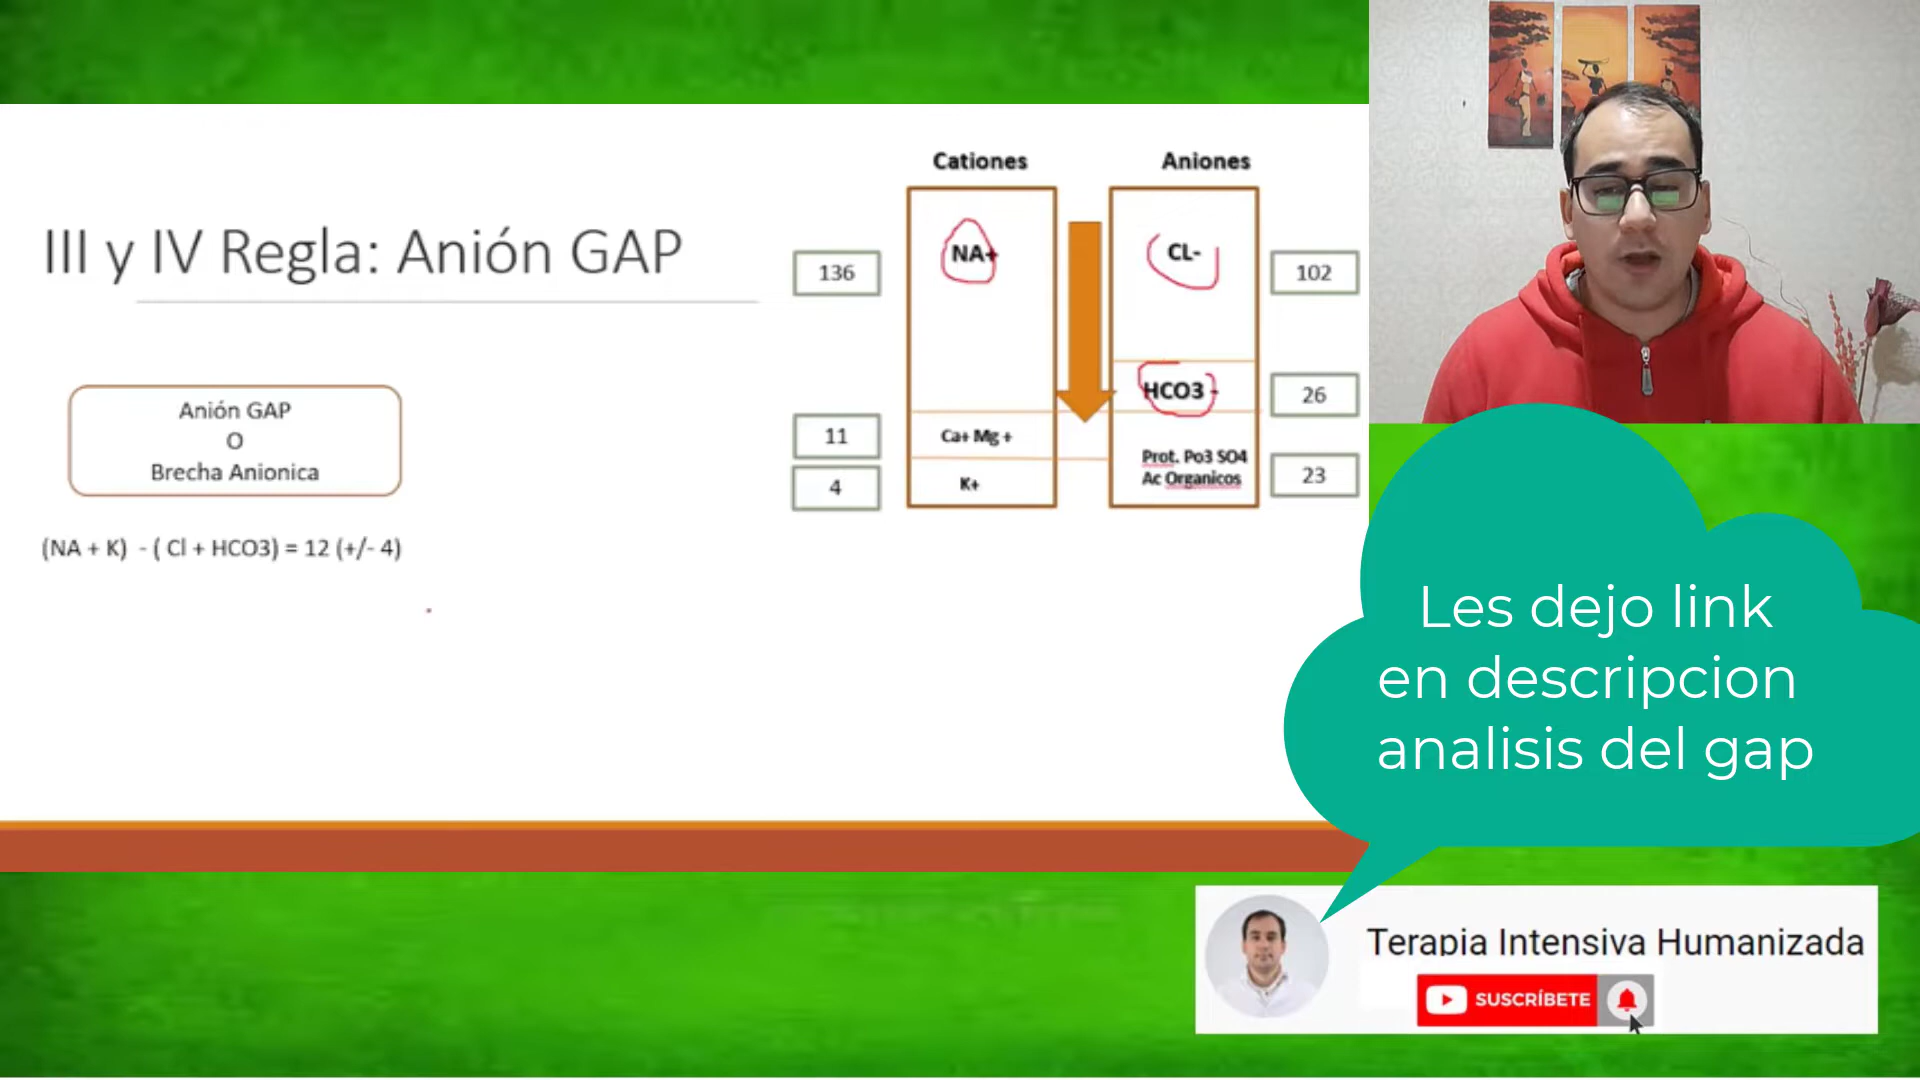 III y IV Regla: Anión GAP
Anión GAP
O
Brecha Anionica
(NA + K) - ( Cl + HCO3) = 12 (+/- 4)
Cationes
Aniones
136
NA+
CL-
102
HCO3 -
26
11
Ca+ Mg +
Prot. Po3 SO4
Ac Organicos
23
4
K+
Les dejo link
en descripcion
analisis del gap
Terapia Intensiva Humanizada
SUSCRÍBETE